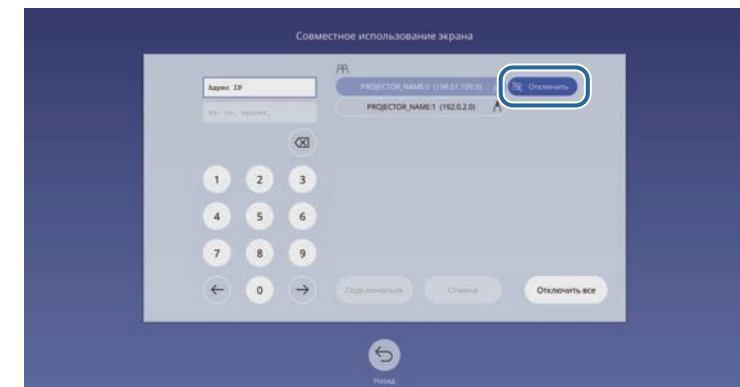 Совместное использование экрана
Адрес IP
PROJECTOR_NAME:0 (198.51.100.0)
Отключить
PROJECTOR_NAME:1 (192.0.2.0)
1 2 3
4 5 6
7 8 9
0
Подключиться
Отмена
Отключить все
Назад